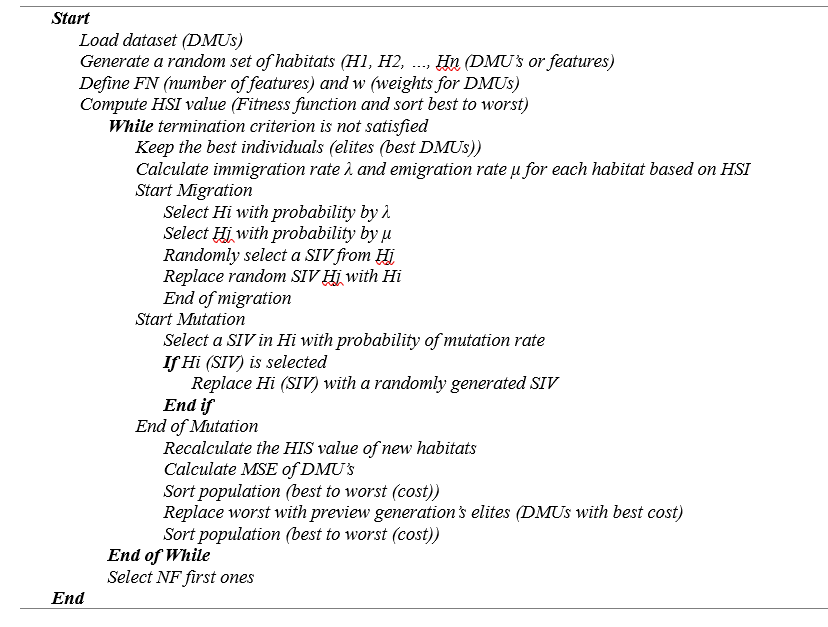 Start
Load dataset (DMUs)
Generate a random set of habitats (H1, H2, ..., Hn (DMU's or features)
Define FN (number of features) and w (weights for DMUs)
Compute HSI value (Fitness function and sort best to worst)
While termination criterion is not satisfied
Keep the best individuals (elites (best DMUs))
Calculate immigration rate λ and emigration rate μ for each habitat based on HSI
Start Migration
Select Hi with probability by λ
Select Hj with probability by μ
Randomly select a SIV from Hj
Replace random SIV Hj with Hi
End of migration
Start Mutation
Select a SIV in Hi with probability of mutation rate
If Hi (SIV) is selected
Replace Hi (SIV) with a randomly generated SIV
End if
End of Mutation
Recalculate the HIS value of new habitats
Calculate MSE of DMU's
Sort population (best to worst (cost))
Replace worst with preview generation's elites (DMUs with best cost)
Sort population (best to worst (cost))
End of While
Select NF first ones
End